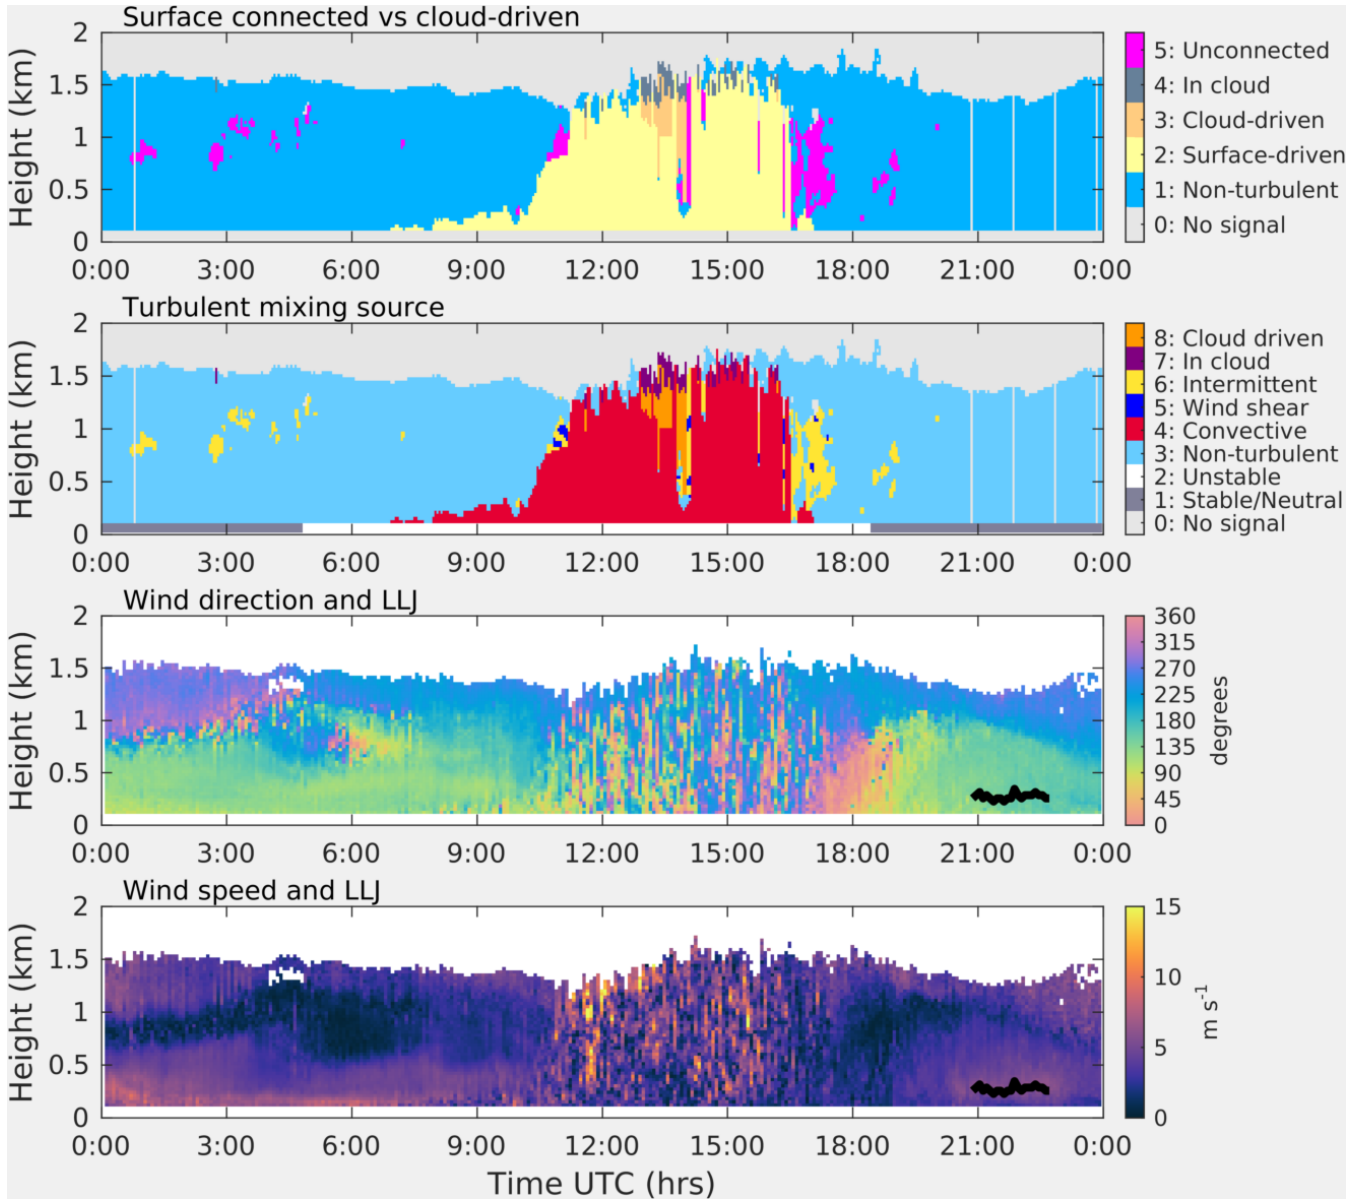 Surface connected vs cloud-driven
Height (km)
2
1.5
1
0.5
0
0:00 3:00 6:00 9:00 12:00 15:00 18:00 21:00 0:00
5: Unconnected
4: In cloud
3: Cloud-driven
2: Surface-driven
1: Non-turbulent
0: No signal
Turbulent mixing source
Height (km)
2
1.5
1
0.5
0
0:00 3:00 6:00 9:00 12:00 15:00 18:00 21:00 0:00
8: Cloud driven
7: In cloud
6: Intermittent
5: Wind shear
4: Convective
3: Non-turbulent
2: Unstable
1: Stable/Neutral
0: No signal
Wind direction and LLJ
Height (km)
2
1.5
1
0.5
0
0:00 3:00 6:00 9:00 12:00 15:00 18:00 21:00 0:00
360
315
270
225
180
135
90
45
0
degrees
Wind speed and LLJ
Height (km)
2
1.5
1
0.5
0
0:00 3:00 6:00 9:00 12:00 15:00 18:00 21:00 0:00
15
10
5
0
m s⁻¹
Time UTC (hrs)